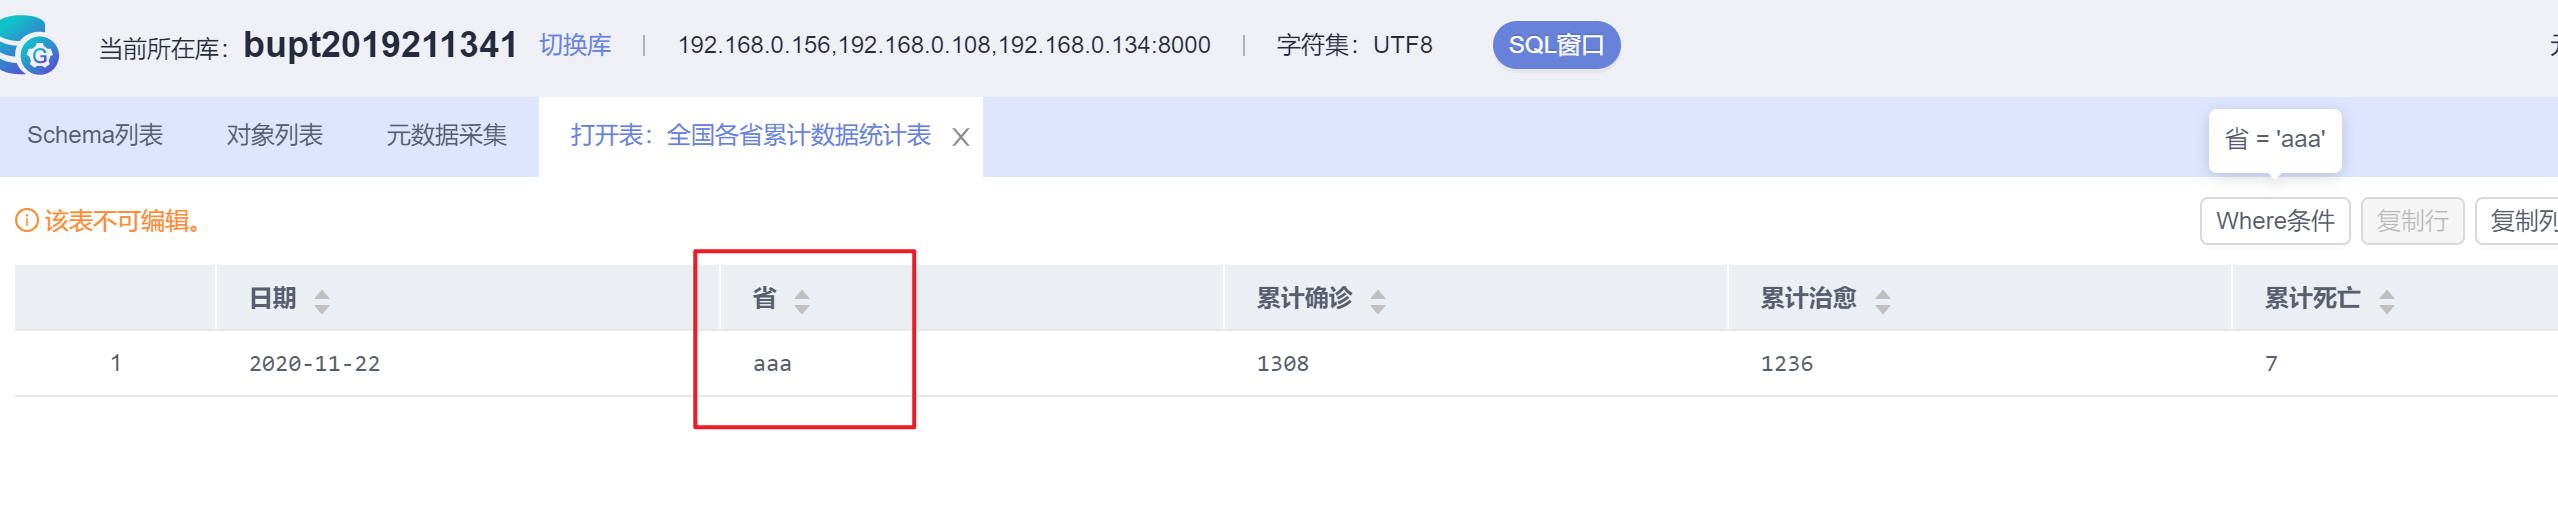 当前所在库: bupt2019211341 切换库 | 192.168.0.156,192.168.0.108,192.168.0.134:8000 | 字符集: UTF8 SQL窗口
Schema列表 对象列表 元数据采集 打开表: 全国各省累计数据统计表 X
省 = 'aaa'
该表不可编辑。 Where条件 复制行 复制列
日期 省 累计确诊 累计治愈 累计死亡
1 2020-11-22 aaa 1308 1236 7